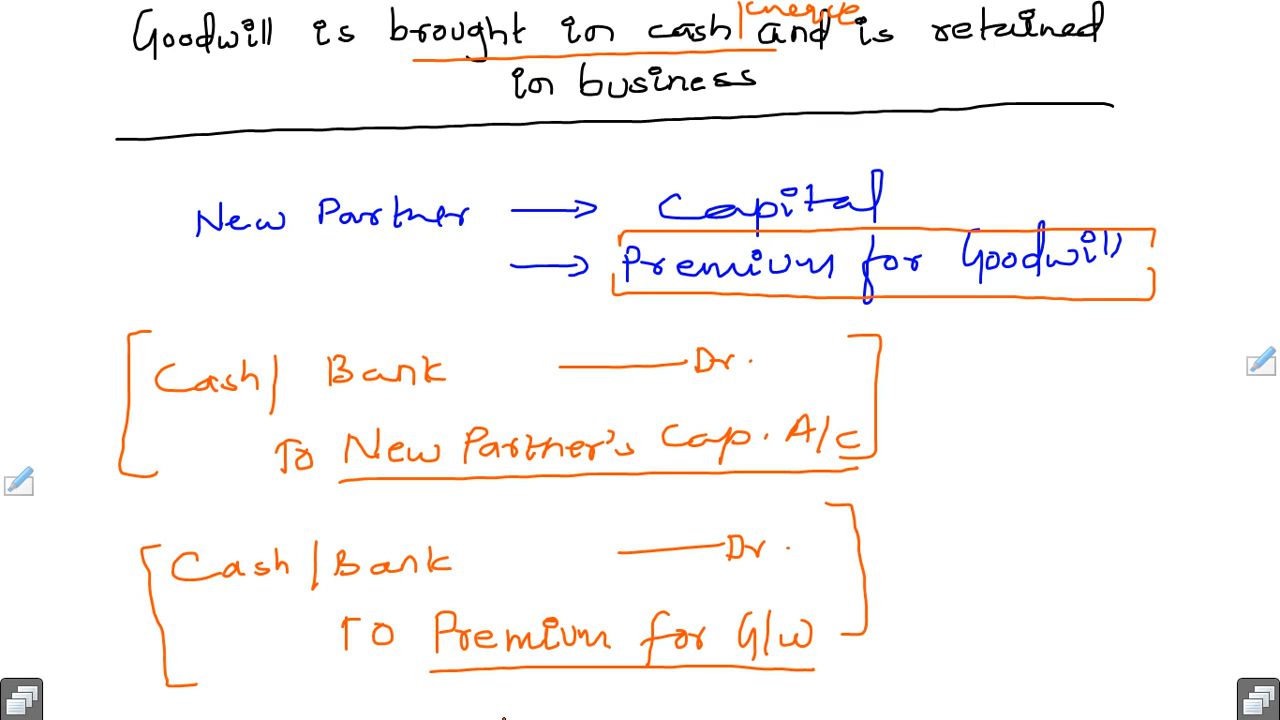 Goodwill is brought in cash/cheque and is retained
in business
New Partner → Capital
→ Premium for Goodwill
Cash/ Bank —— Dr.
To New Partner's Cap. A/c
Cash/Bank —— Dr.
To Premium for G/w